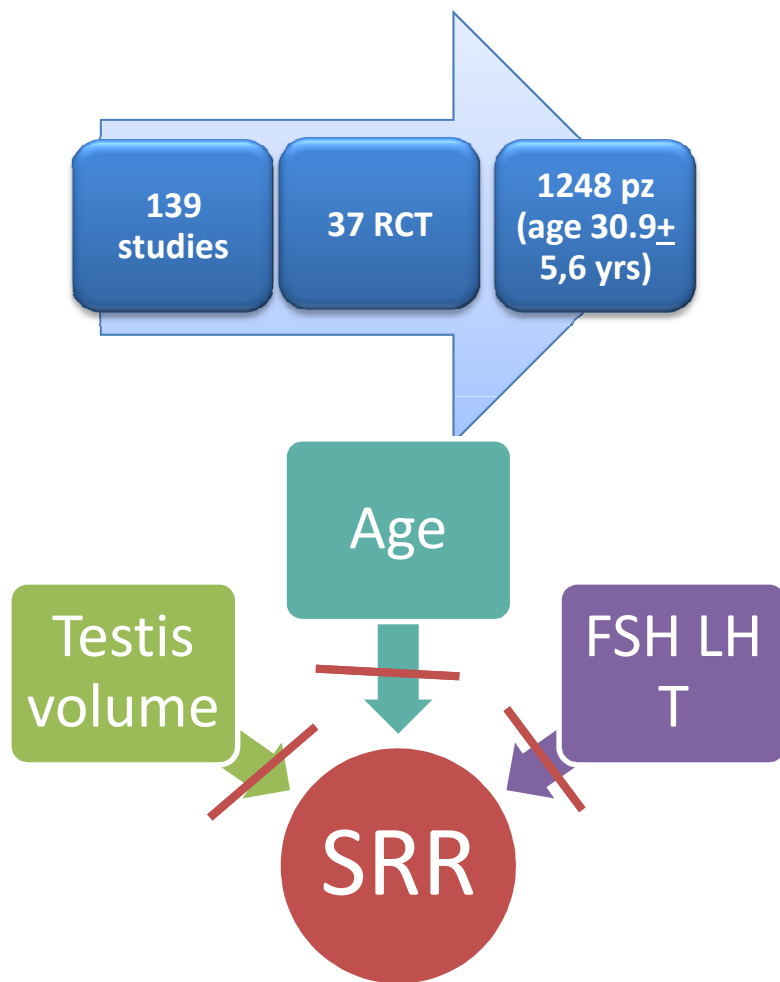 139
studies
37 RCT
1248 pz
(age 30.9±
5,6 yrs)
Age
Testis
volume
FSH LH
T
SRR